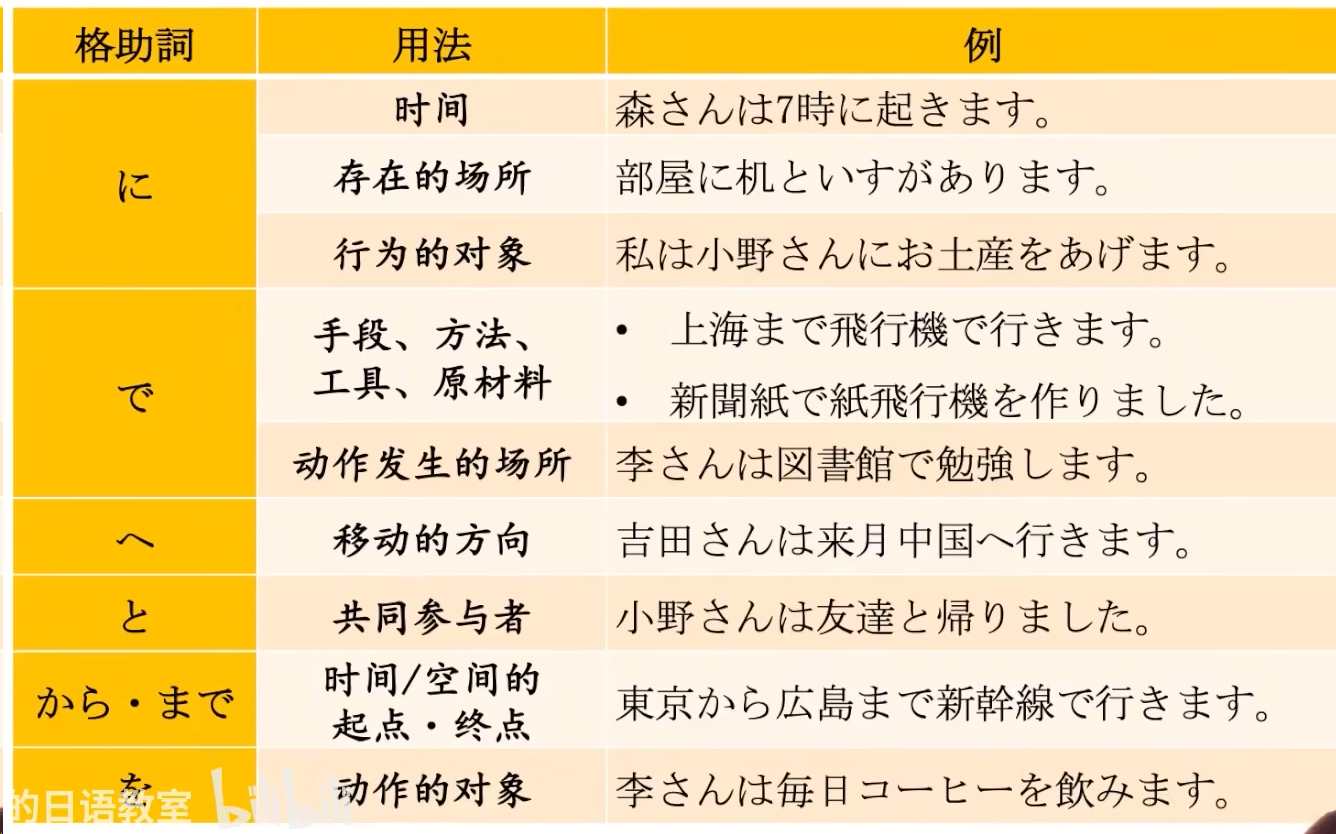 格助詞 用法 例
に
时间 森さんは7時に起きます。
存在的场所 部屋に机といすがあります。
行为的对象 私は小野さんにお土産をあげます。
で
手段、方法、
工具、原材料
• 上海まで飛行機で行きます。
• 新聞紙で紙飛行機を作りました。
动作发生的场所 李さんは図書館で勉強します。
へ 移动的方向 吉田さんは来月中国へ行きます。
と 共同参与者 小野さんは友達と帰りました。
から・まで
时间/空间的
起点・终点
東京から広島まで新幹線で行きます。
を 动作的对象 李さんは毎日コーヒーを飲みます。
的日语教室 bilibili